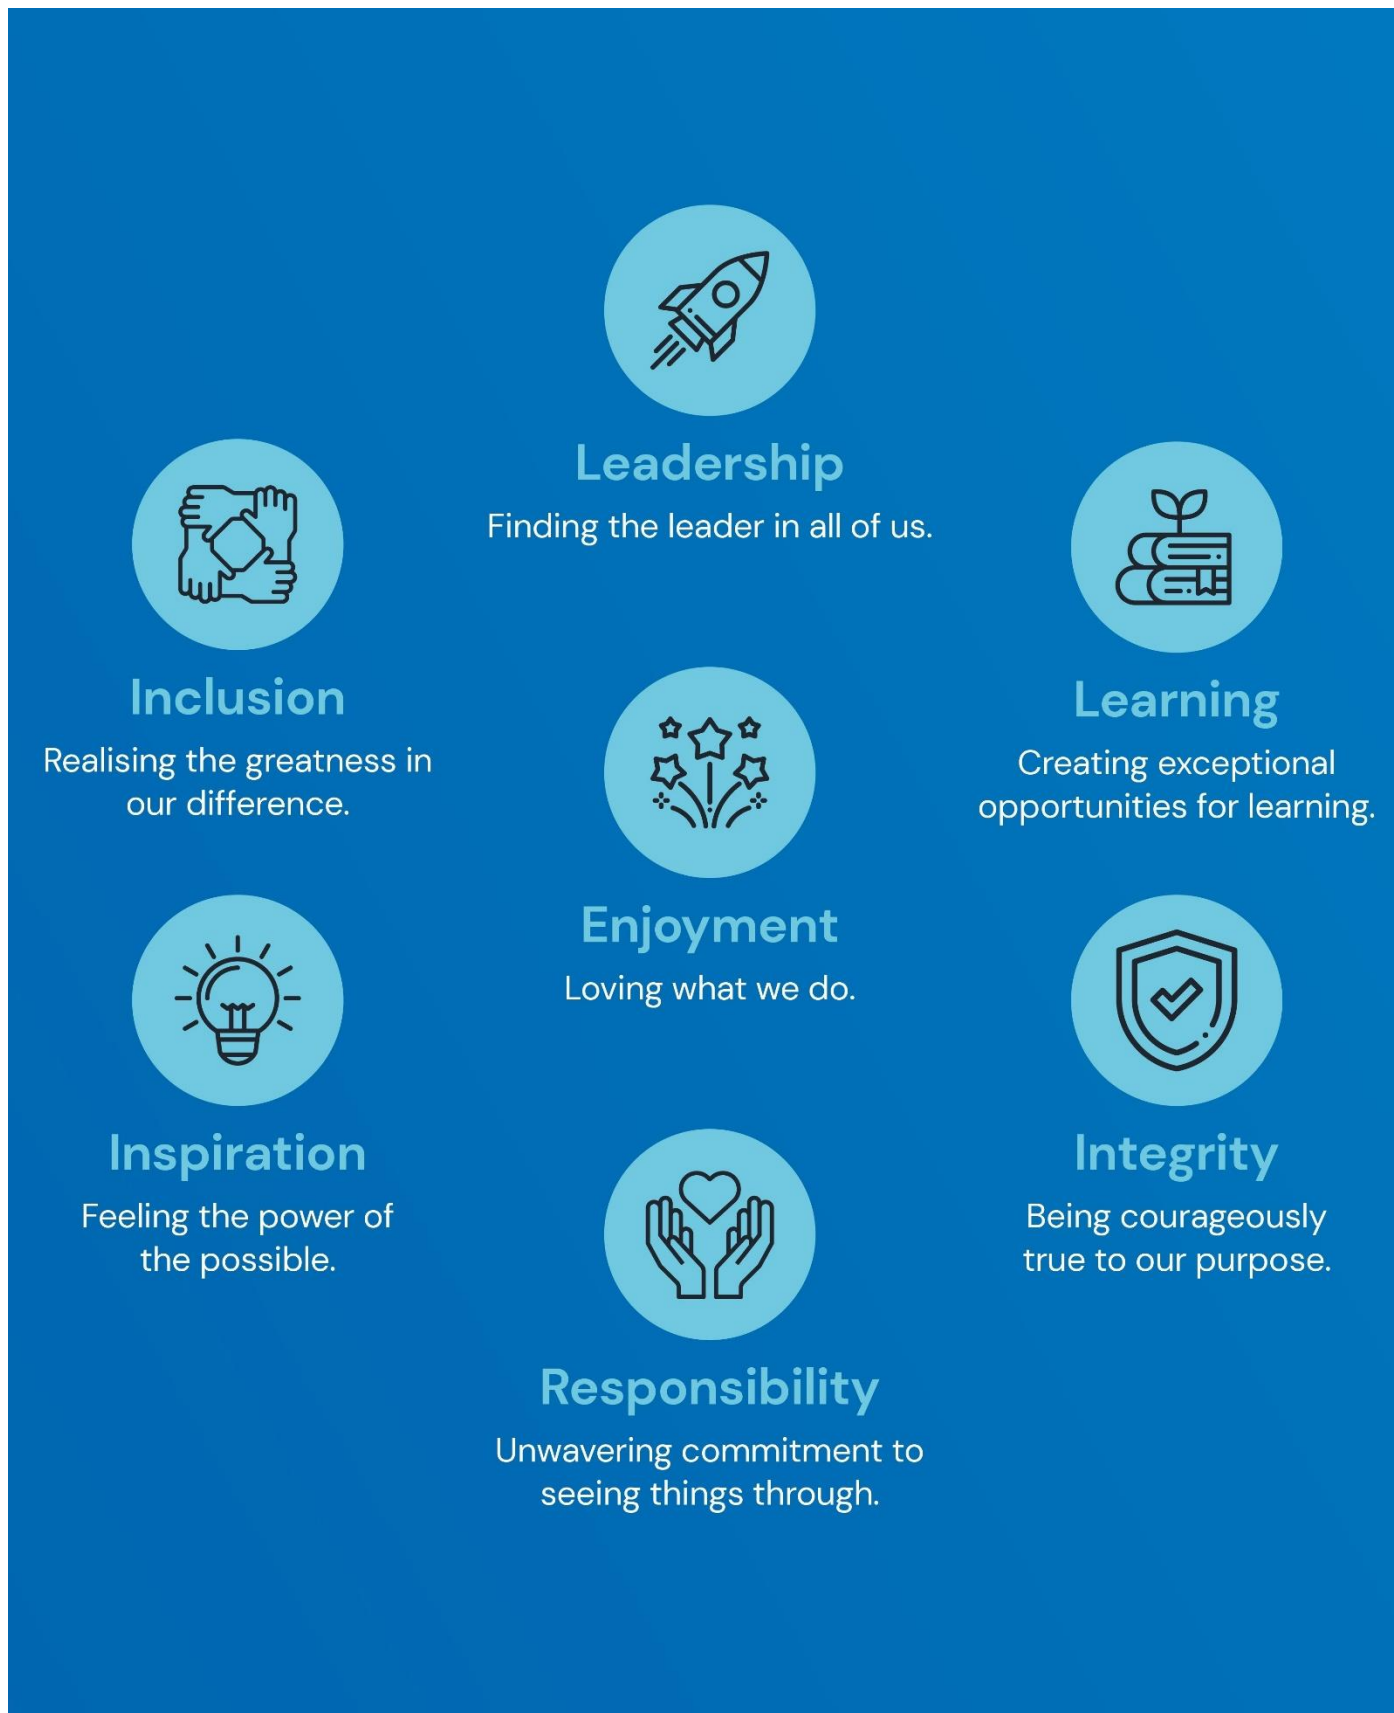 Leadership
Finding the leader in all of us.
Inclusion
Realising the greatness in
our difference.
Learning
Creating exceptional
opportunities for learning.
Enjoyment
Loving what we do.
Inspiration
Feeling the power of
the possible.
Integrity
Being courageously
true to our purpose.
Responsibility
Unwavering commitment to
seeing things through.